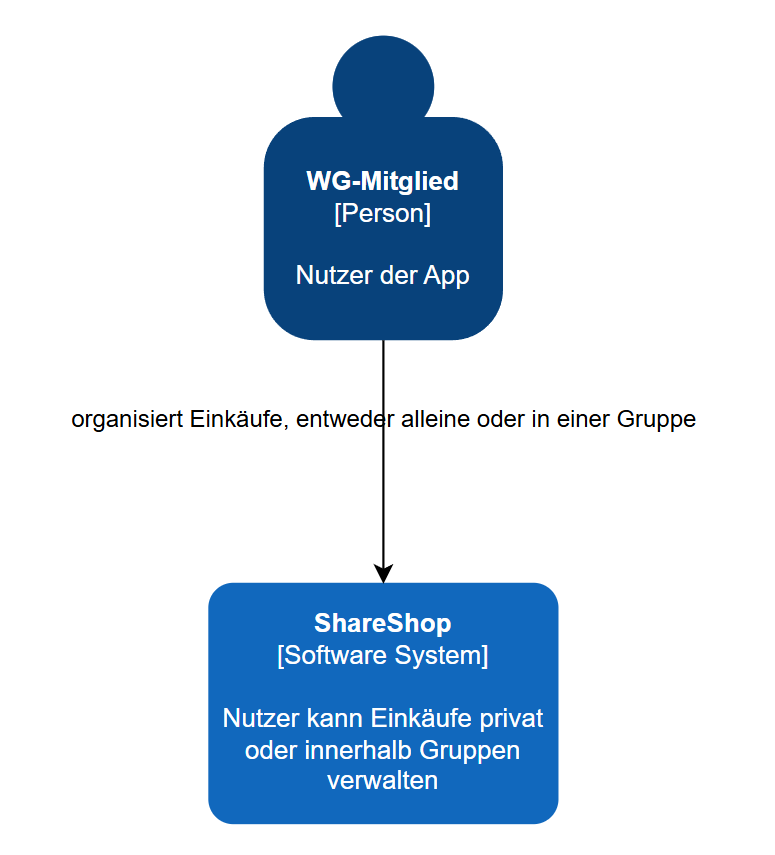 WG-Mitglied
[Person]
Nutzer der App
organisiert Einkäufe, entweder alleine oder in einer Gruppe
ShareShop
[Software System]
Nutzer kann Einkäufe privat
oder innerhalb Gruppen
verwalten